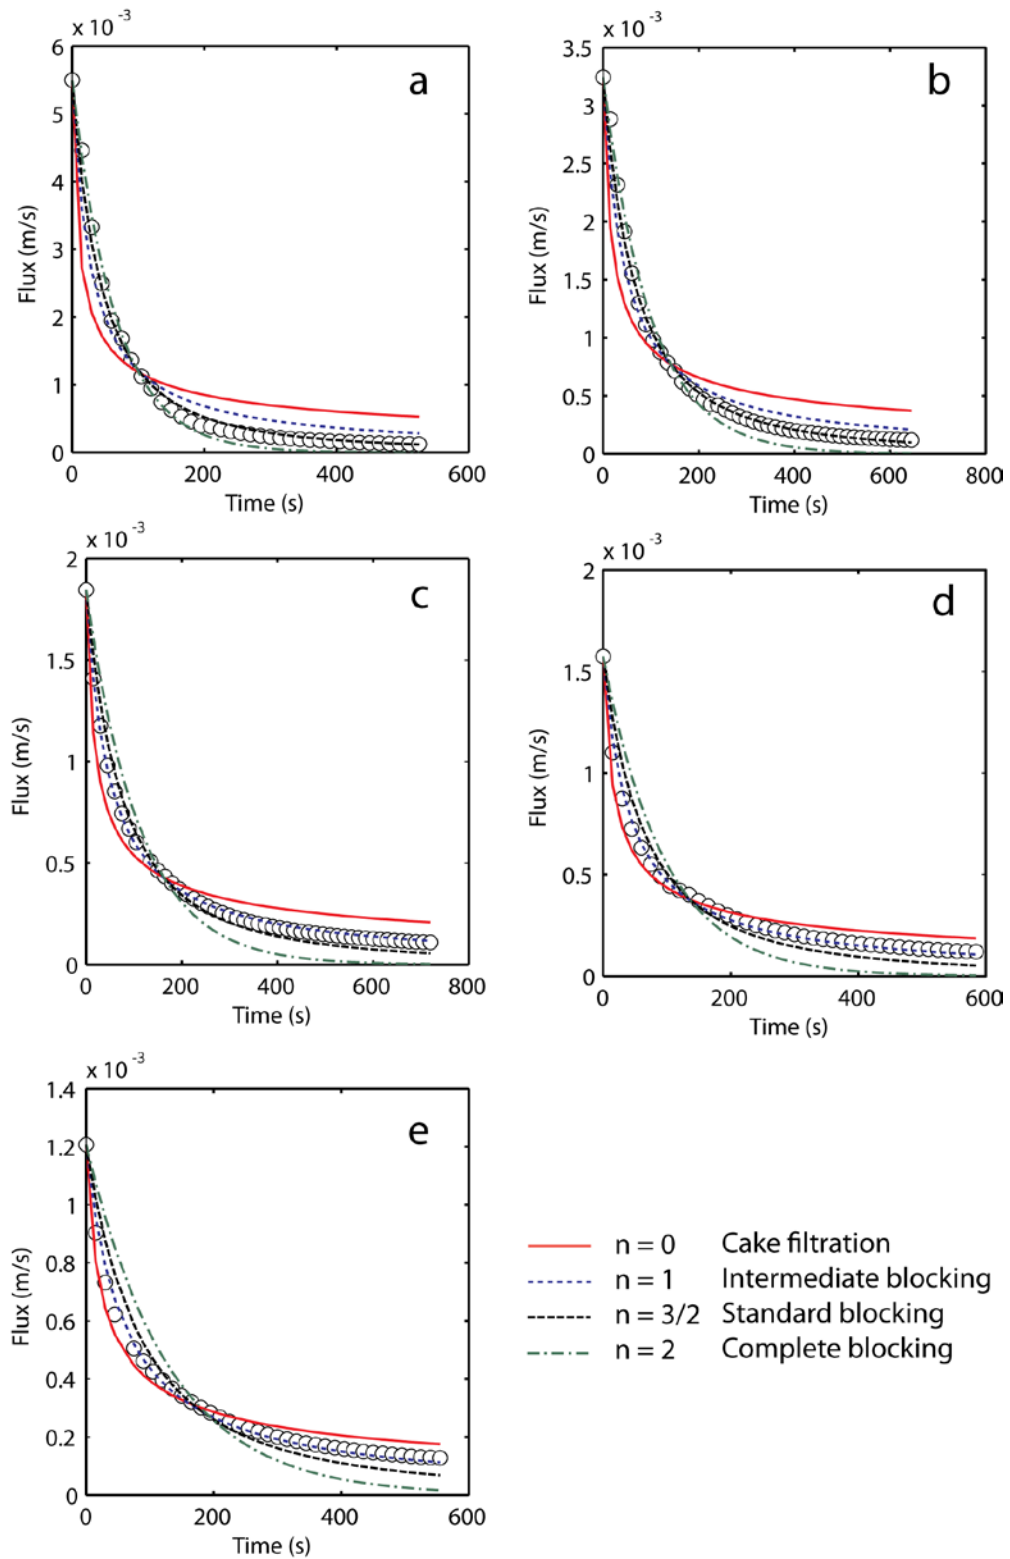 x 10 -3
6
5
4
3
2
1
0
0 200 400 600
Flux (m/s)
Time (s)
a
x 10 -3
3.5
3
2.5
2
1.5
1
0.5
0
0 200 400 600 800
Flux (m/s)
Time (s)
b
x 10 -3
2
1.5
1
0.5
0
0 200 400 600 800
Flux (m/s)
Time (s)
c
x 10 -3
2
1.5
1
0.5
0
0 200 400 600
Flux (m/s)
Time (s)
d
x 10 -3
1.4
1.2
1
0.8
0.6
0.4
0.2
0
0 200 400 600
Flux (m/s)
Time (s)
e
n = 0 Cake filtration
n = 1 Intermediate blocking
n = 3/2 Standard blocking
n = 2 Complete blocking